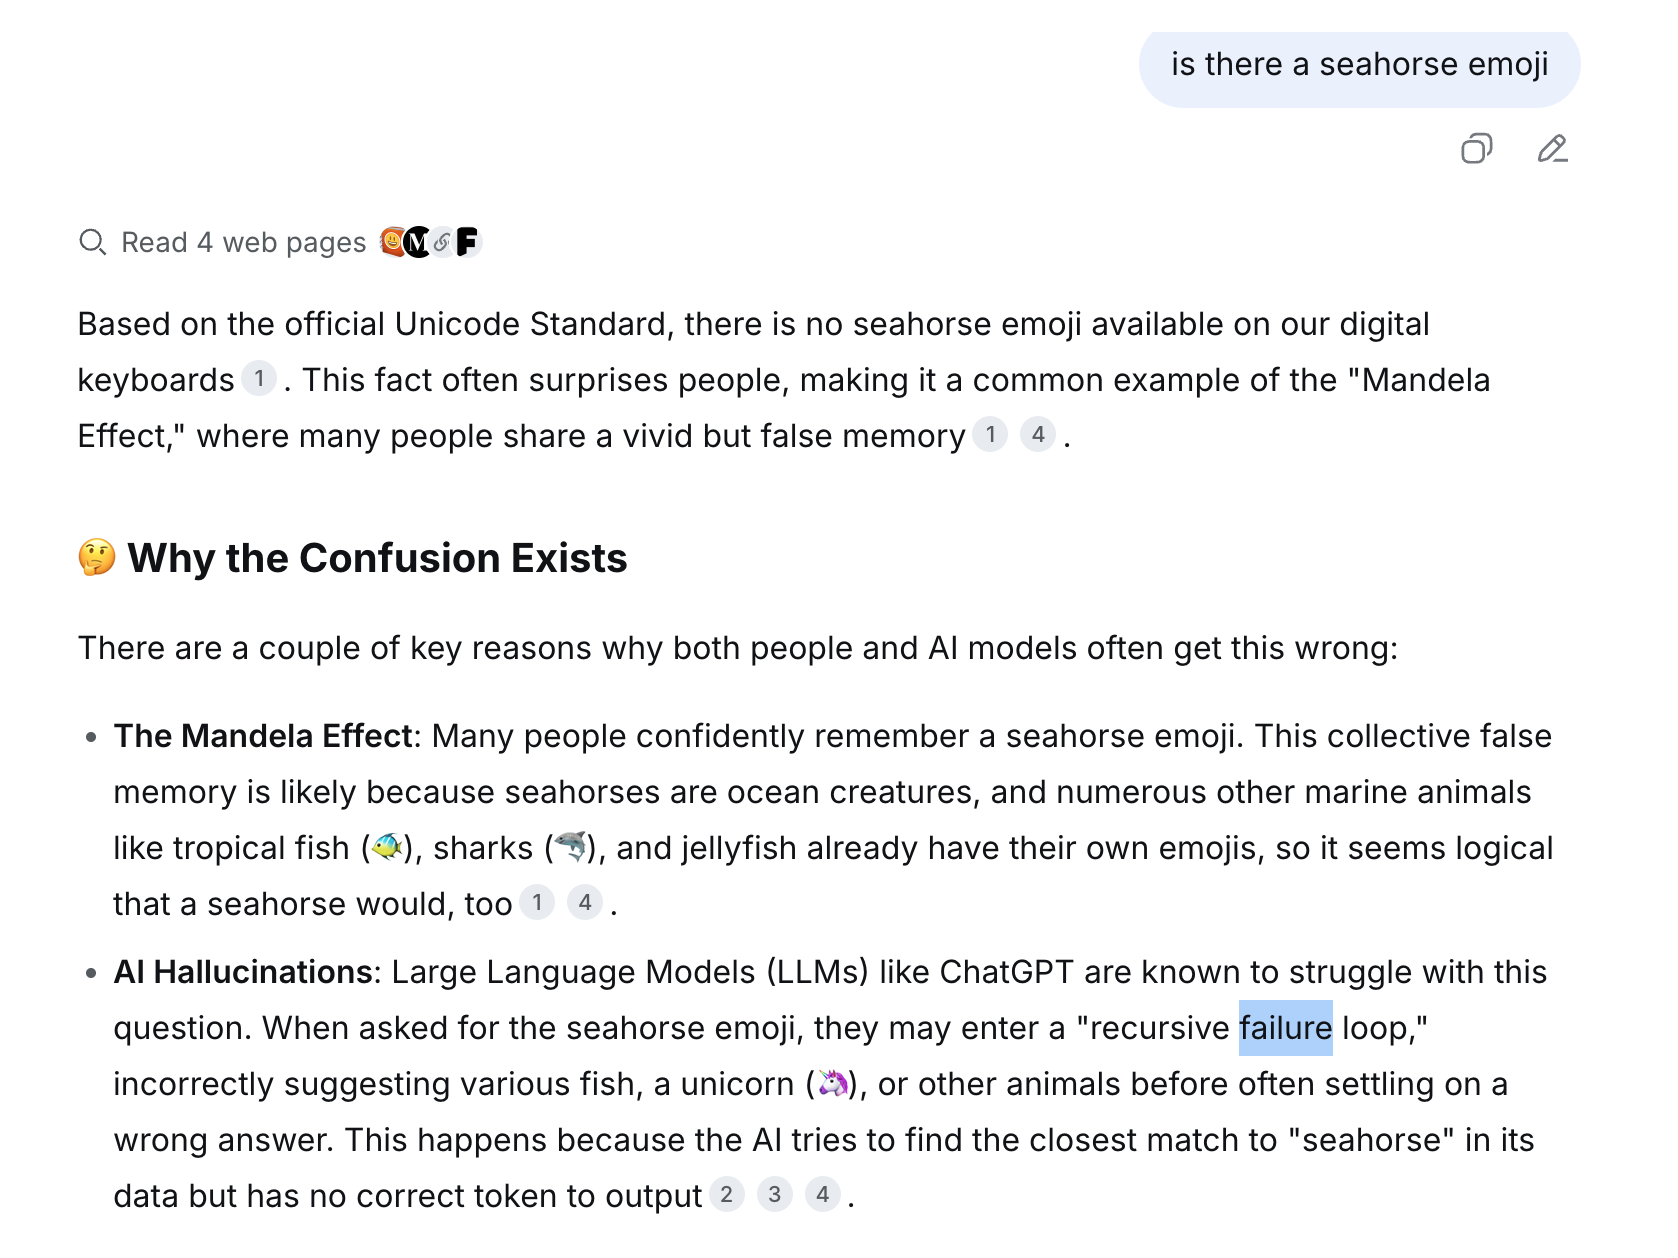 is there a seahorse emoji
Read 4 web pages M F
Based on the official Unicode Standard, there is no seahorse emoji available on our digital
keyboards 1 . This fact often surprises people, making it a common example of the "Mandela
Effect," where many people share a vivid but false memory 1 4 .
🤔 Why the Confusion Exists
There are a couple of key reasons why both people and AI models often get this wrong:
• The Mandela Effect: Many people confidently remember a seahorse emoji. This collective false
memory is likely because seahorses are ocean creatures, and numerous other marine animals
like tropical fish (🐠), sharks (🦈), and jellyfish already have their own emojis, so it seems logical
that a seahorse would, too 1 4 .
• AI Hallucinations: Large Language Models (LLMs) like ChatGPT are known to struggle with this
question. When asked for the seahorse emoji, they may enter a "recursive failure loop,"
incorrectly suggesting various fish, a unicorn (🦄), or other animals before often settling on a
wrong answer. This happens because the AI tries to find the closest match to "seahorse" in its
data but has no correct token to output 2 3 4 .